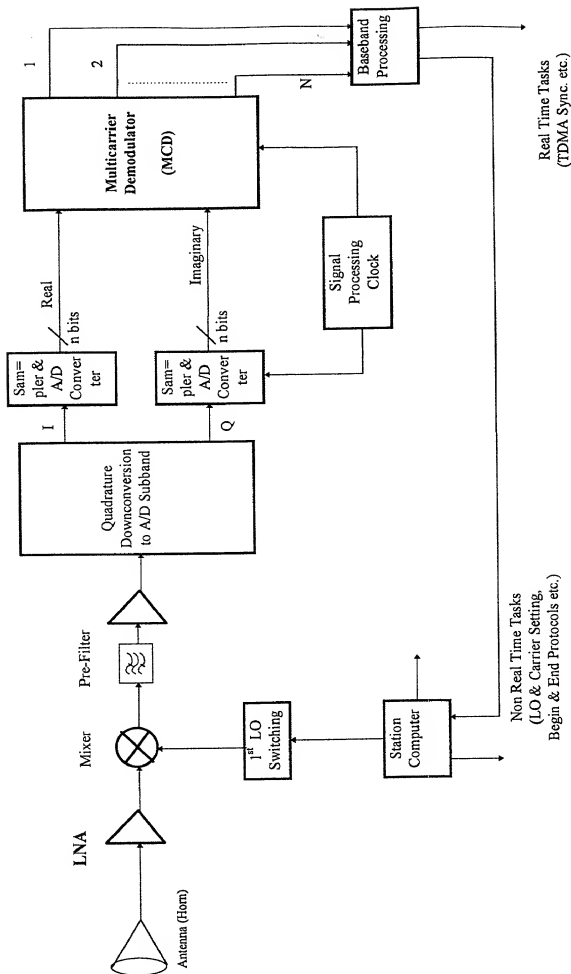 Antenna (Horn)
LNA
Mixer
Pre-Filter
1st LO
Switching
Station
Computer
Non Real Time Tasks
(LO & Carrier Setting,
Begin & End Protocols etc.)
Quadrature
Downconversion
to A/D Subband
I
Q
Sam=
pler &
A/D
Conver
ter
Sam=
pler &
A/D
Conver
ter
n bits
Real
n bits
Imaginary
Signal
Processing
Clock
Multicarrier
Demodulator
(MCD)
1
2
N
Baseband
Processing
Real Time Tasks
(TDMA Sync. etc.)